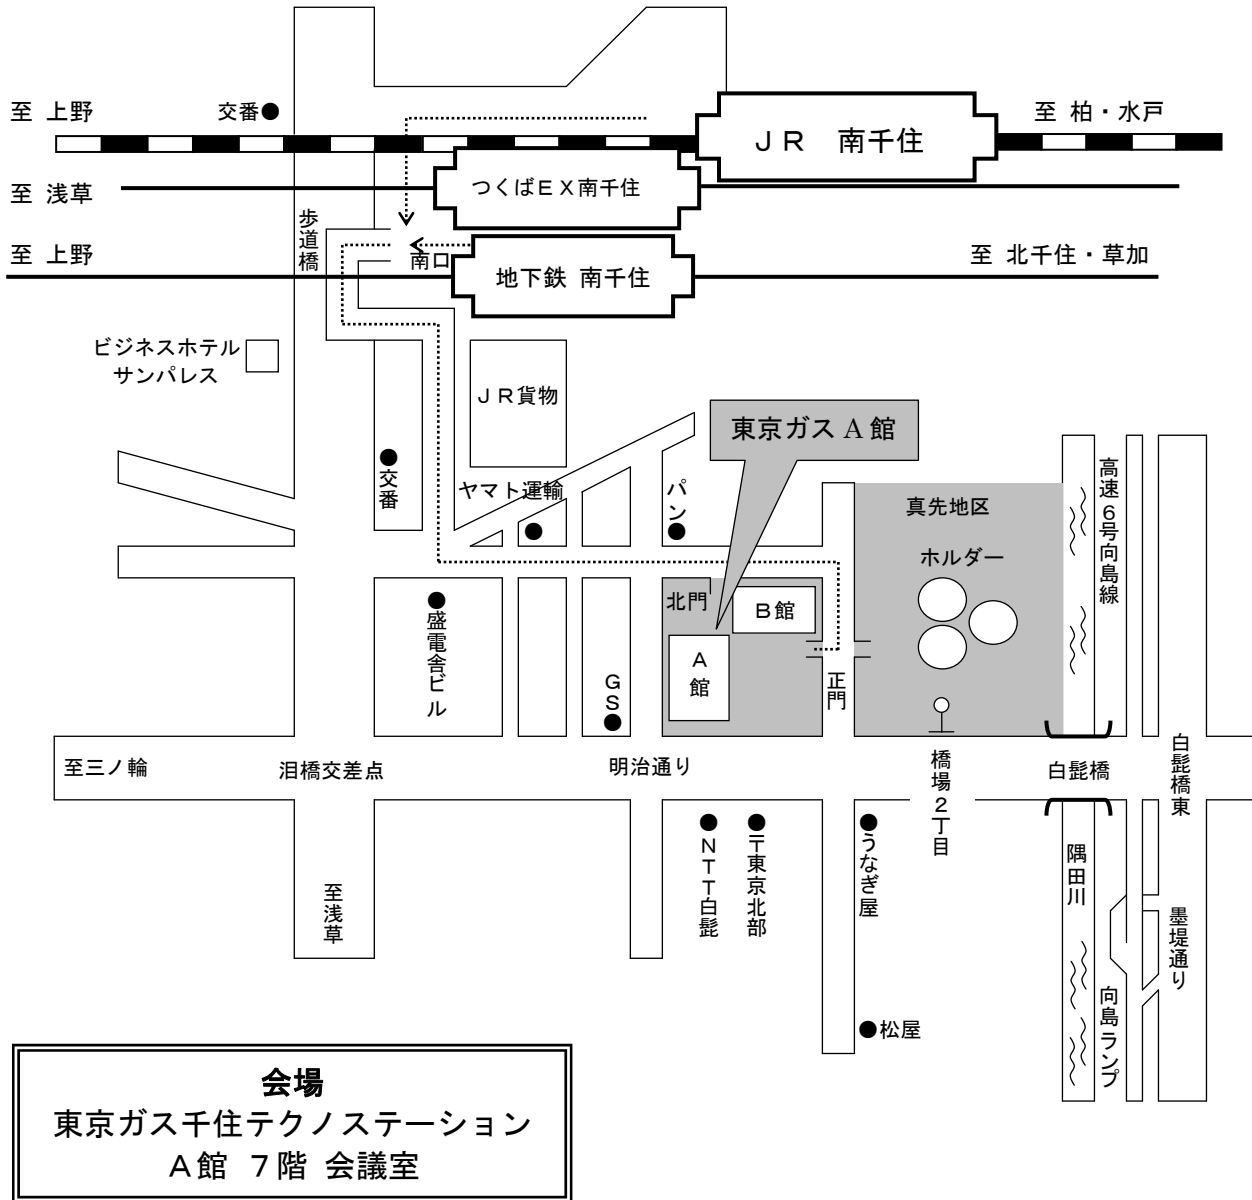 至 上野
交番
ＪＲ 南千住
至 柏・水戸
至 浅草
つくばＥＸ南千住
歩道橋
至 上野
南口
地下鉄 南千住
至 北千住・草加
ビジネスホテル
サンパレス
ＪＲ貨物
東京ガスＡ館
交番
ヤマト運輸
パン
真先地区
高速６号向島線
ホルダー
北門
Ｂ館
盛電舎ビル
Ａ館
ＧＳ
正門
至三ノ輪
泪橋交差点
明治通り
橋場２丁目
白髭橋
白髭橋東
ＮＴＴ白髭
〒東京北部
うなぎ屋
隅田川
至浅草
墨堤通り
向島ランプ
松屋
会場
東京ガス千住テクノステーション
Ａ館 ７階 会議室